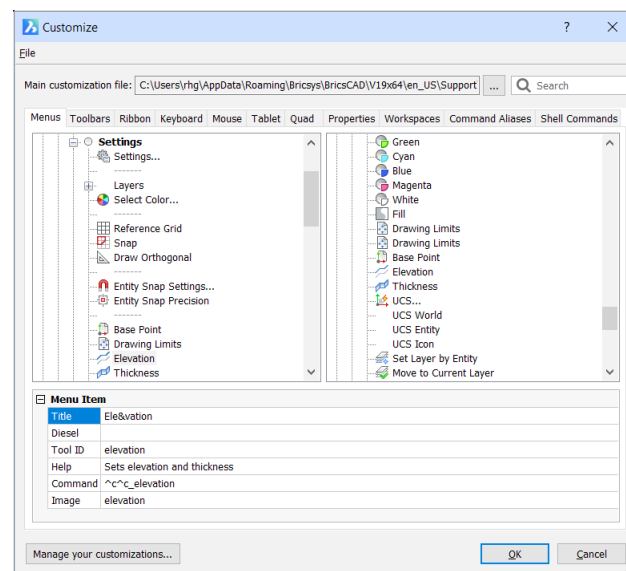 Customize
File
Main customization file: C:\Users\rhg\AppData\Roaming\Bricsys\BricsCAD\V19x64\en_US\Support ... Search
Menus Toolbars Ribbon Keyboard Mouse Tablet Quad Properties Workspaces Command Aliases Shell Commands
Settings
Settings...
-------
Layers
Select Color...
-------
Reference Grid
Snap
Draw Orthogonal
-------
Entity Snap Settings...
Entity Snap Precision
-------
Base Point
Drawing Limits
Elevation
Thickness
Green
Cyan
Blue
Magenta
White
Fill
Drawing Limits
Drawing Limits
Base Point
Elevation
Thickness
UCS...
UCS World
UCS Entity
UCS Icon
Set Layer by Entity
Move to Current Layer
Menu Item
Title Ele&vation
Diesel
Tool ID elevation
Help Sets elevation and thickness
Command ^c^c_elevation
Image elevation
Manage your customizations... OK Cancel